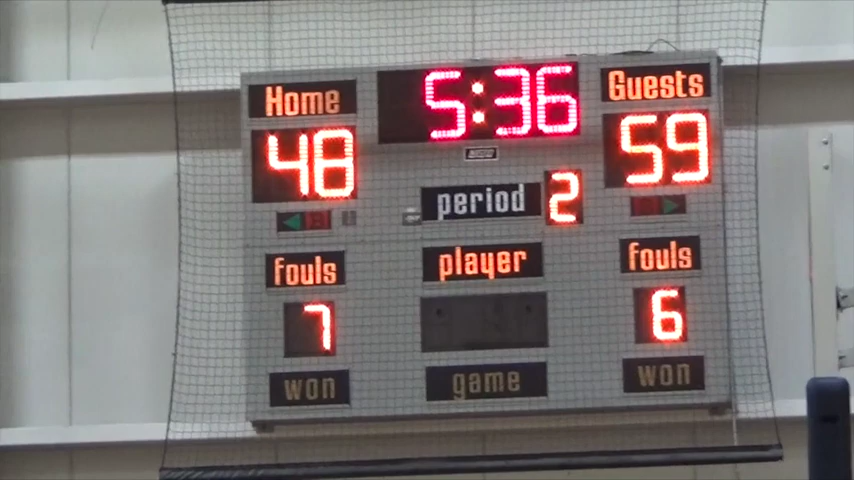 Home 5:36 Guests
48 59
period 2
fouls player fouls
7 6
won game won